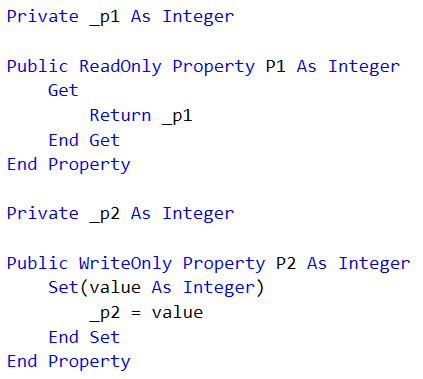 Private _p1 As Integer
Public ReadOnly Property P1 As Integer
    Get
        Return _p1
    End Get
End Property
Private _p2 As Integer
Public WriteOnly Property P2 As Integer
    Set(value As Integer)
        _p2 = value
    End Set
End Property